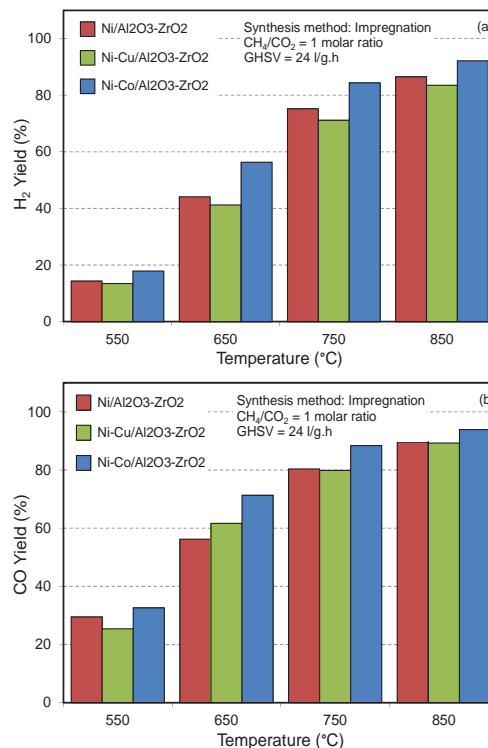 100
80
60
40
20
0
H2 Yield (%)
Ni/Al2O3-ZrO2
Ni-Cu/Al2O3-ZrO2
Ni-Co/Al2O3-ZrO2
Synthesis method: Impregnation
CH4/CO2 = 1 molar ratio
GHSV = 24 l/g.h
(a
550 650 750 850
Temperature (°C)
100
80
60
40
20
0
CO Yield (%)
Ni/Al2O3-ZrO2
Ni-Cu/Al2O3-ZrO2
Ni-Co/Al2O3-ZrO2
Synthesis method: Impregnation
CH4/CO2 = 1 molar ratio
GHSV = 24 l/g.h
(b
550 650 750 850
Temperature (°C)